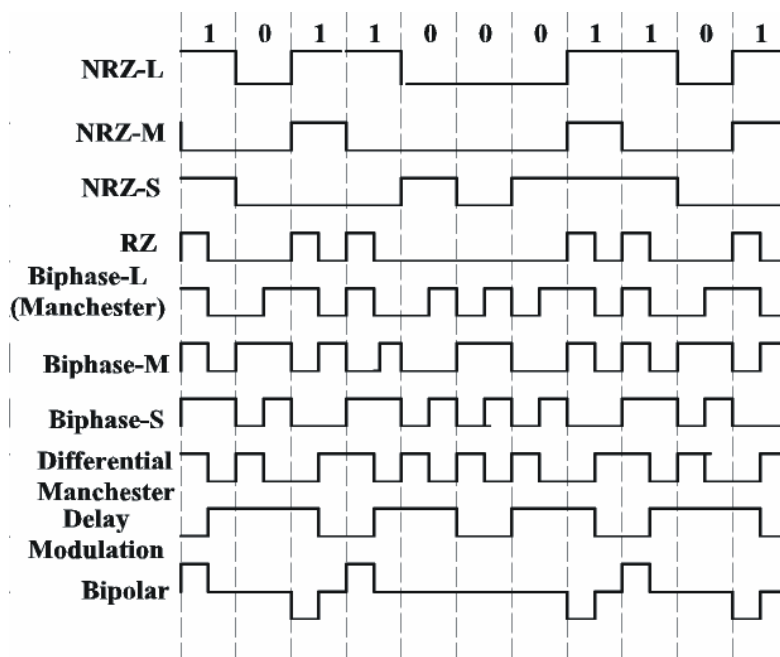 1 0 1 1 0 0 0 1 1 0 1
NRZ-L
NRZ-M
NRZ-S
RZ
Biphase-L
(Manchester)
Biphase-M
Biphase-S
Differential
Manchester
Delay
Modulation
Bipolar